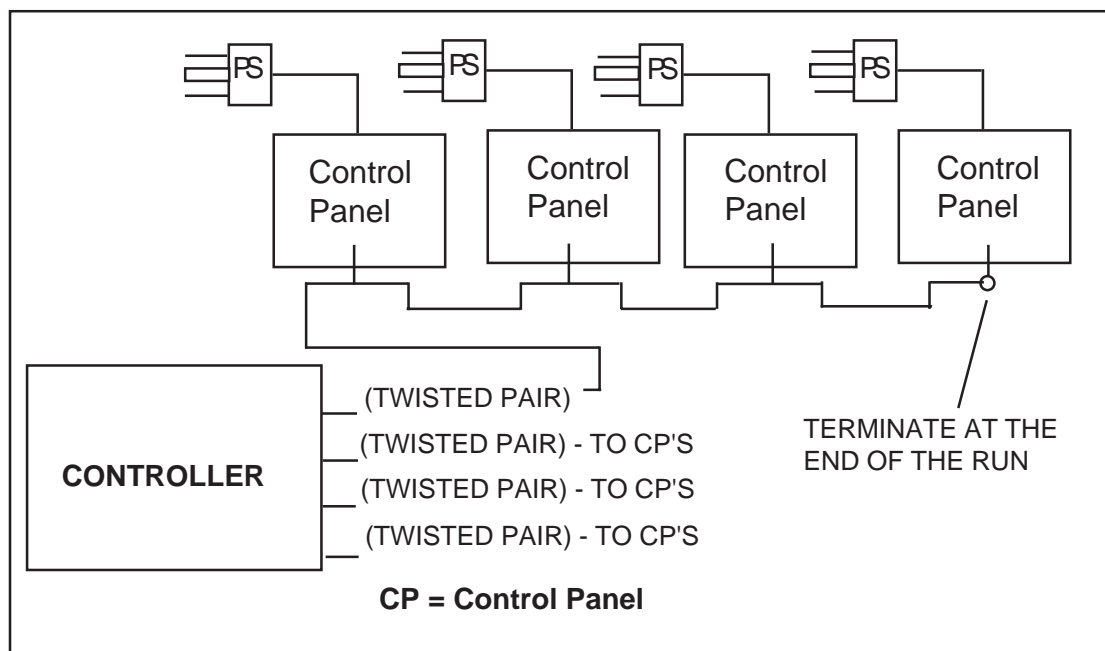 PS
PS
PS
PS
Control
Panel
Control
Panel
Control
Panel
Control
Panel
CONTROLLER
(TWISTED PAIR)
(TWISTED PAIR) - TO CP'S
(TWISTED PAIR) - TO CP'S
(TWISTED PAIR) - TO CP'S
TERMINATE AT THE
END OF THE RUN
CP = Control Panel